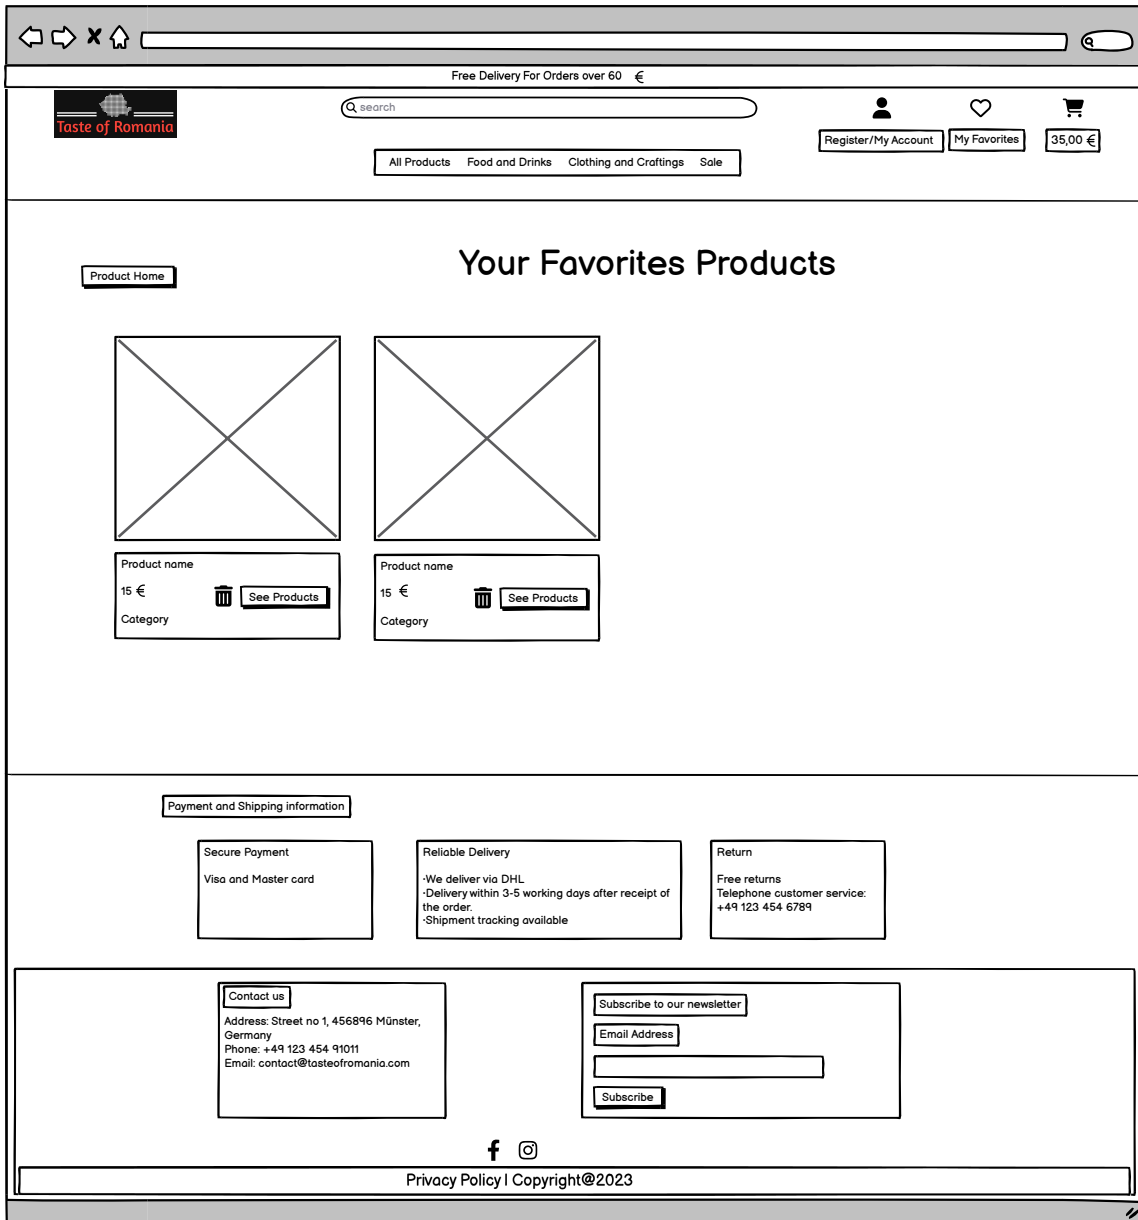 Free Delivery For Orders over 60 €
Taste of Romania
search
Register/My Account
My Favorites
35,00 €
All Products Food and Drinks Clothing and Craftings Sale
Your Favorites Products
Product Home
Product name
15 €
See Products
Category
Product name
15 €
See Products
Category
Payment and Shipping information
Secure Payment
Visa and Master card
Reliable Delivery
·We deliver via DHL
·Delivery within 3-5 working days after receipt of
the order.
·Shipment tracking available
Return
Free returns
Telephone customer service:
+49 123 454 6789
Contact us
Address: Street no 1, 456896 Münster,
Germany
Phone: +49 123 454 91011
Email: contact@tasteofromania.com
Subscribe to our newsletter
Email Address
Subscribe
Privacy Policy | Copyright@2023